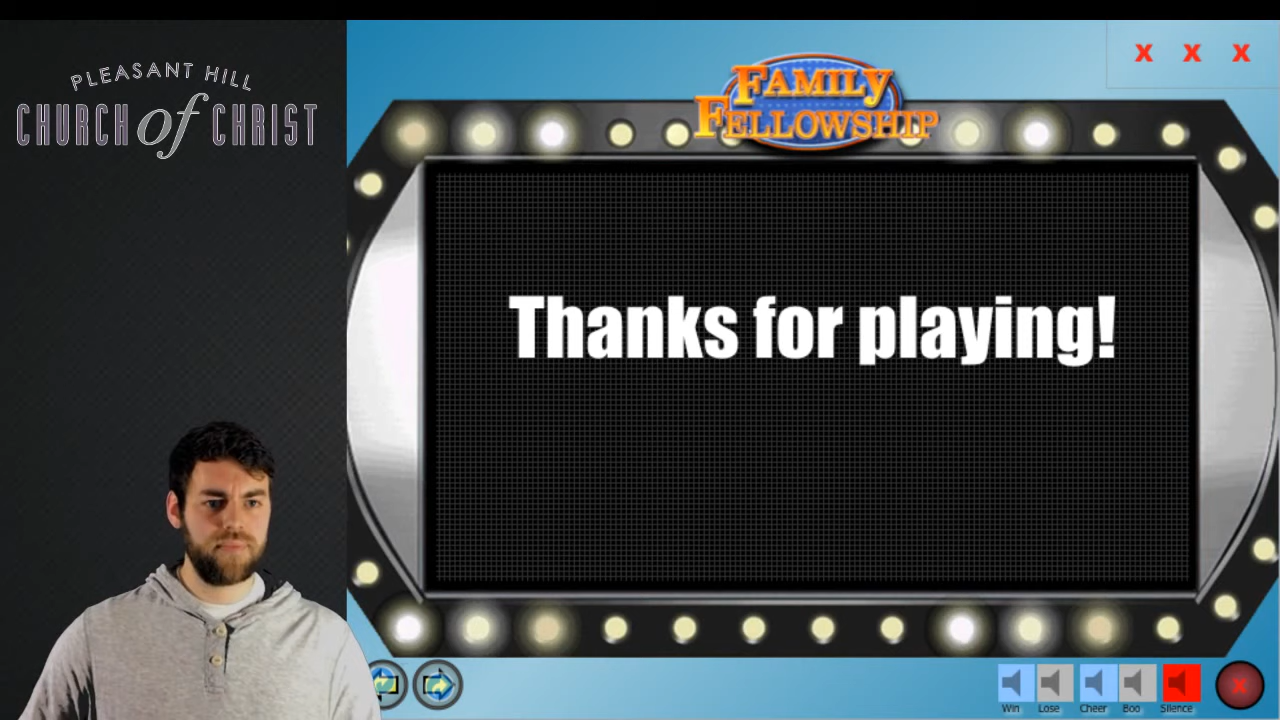 PLEASANT HILL
CHURCH of CHRIST
X X X
FAMILY
FELLOWSHIP
Thanks for playing!
Win Lose Cheer Boo Silence
X